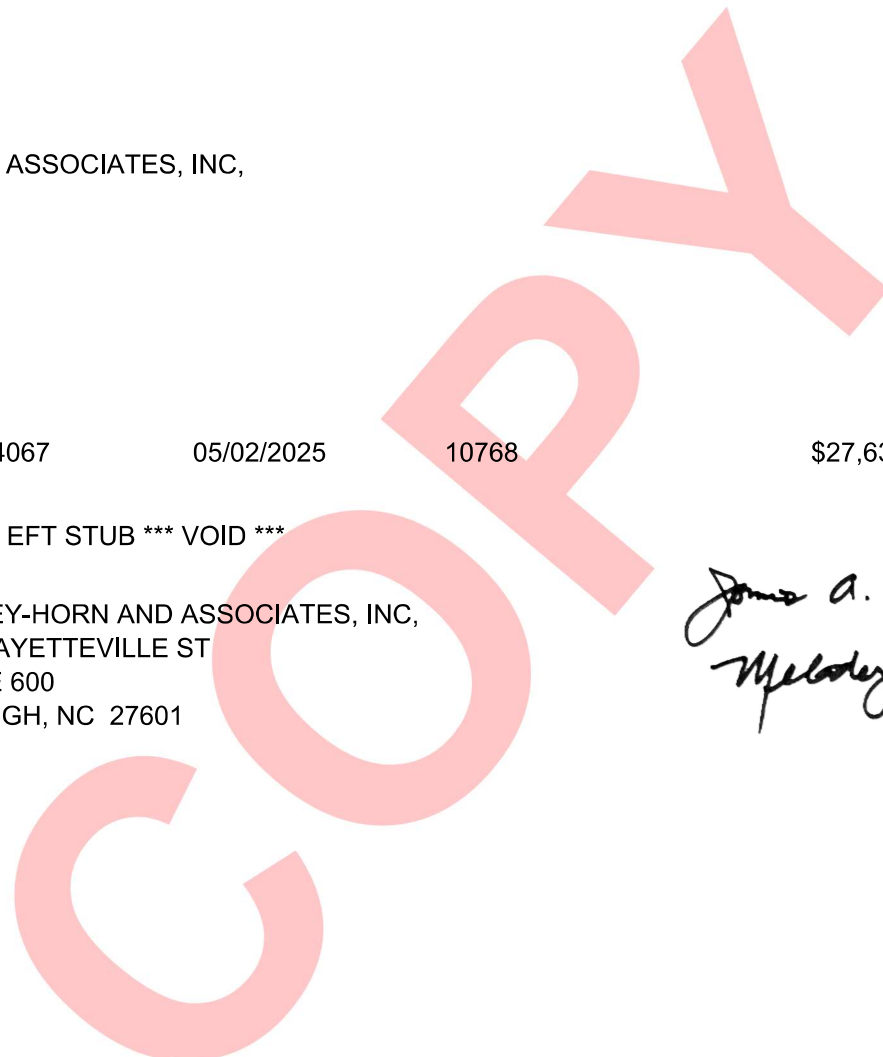 ASSOCIATES, INC,
4067 05/02/2025 10768 $27,63
EFT STUB *** VOID ***
EY-HORN AND ASSOCIATES, INC,
AYETTEVILLE ST
E 600
GH, NC 27601
a.
Melodey
COPY